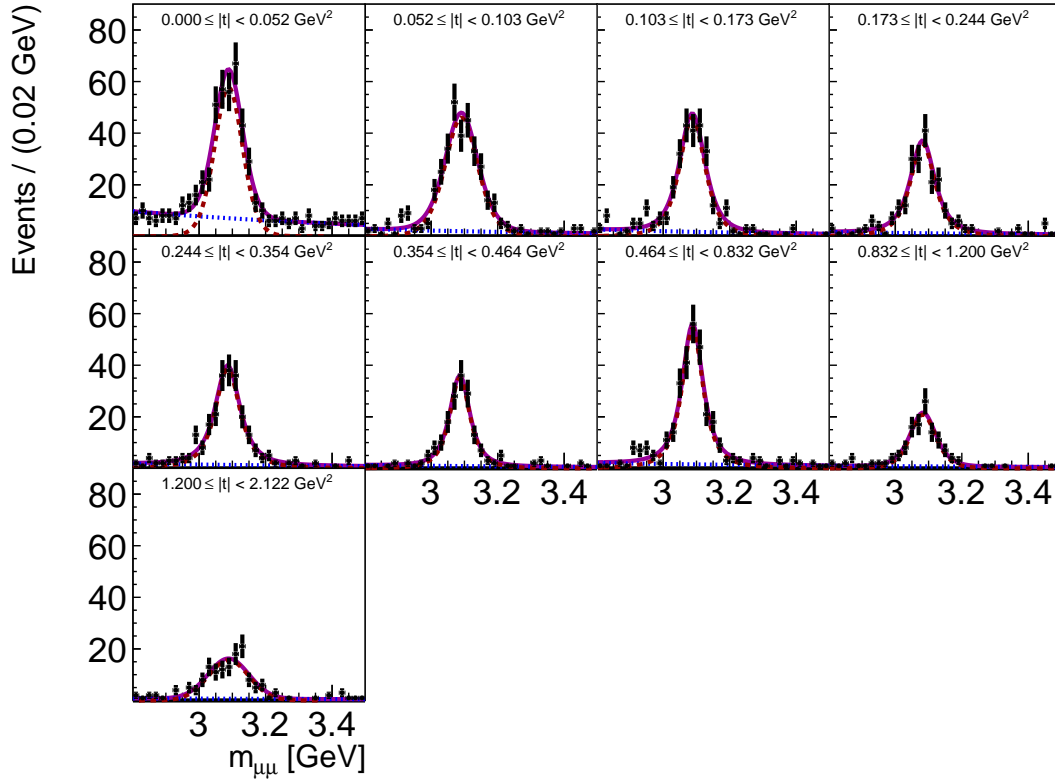 Events / (0.02 GeV)
0.000 ≤ |t| < 0.052 GeV²
0.052 ≤ |t| < 0.103 GeV²
0.103 ≤ |t| < 0.173 GeV²
0.173 ≤ |t| < 0.244 GeV²
80
60
40
20
0.244 ≤ |t| < 0.354 GeV²
0.354 ≤ |t| < 0.464 GeV²
0.464 ≤ |t| < 0.832 GeV²
0.832 ≤ |t| < 1.200 GeV²
80
60
40
20
3 3.2 3.4
3 3.2 3.4
3 3.2 3.4
1.200 ≤ |t| < 2.122 GeV²
80
60
40
20
3 3.2 3.4
m_μμ [GeV]